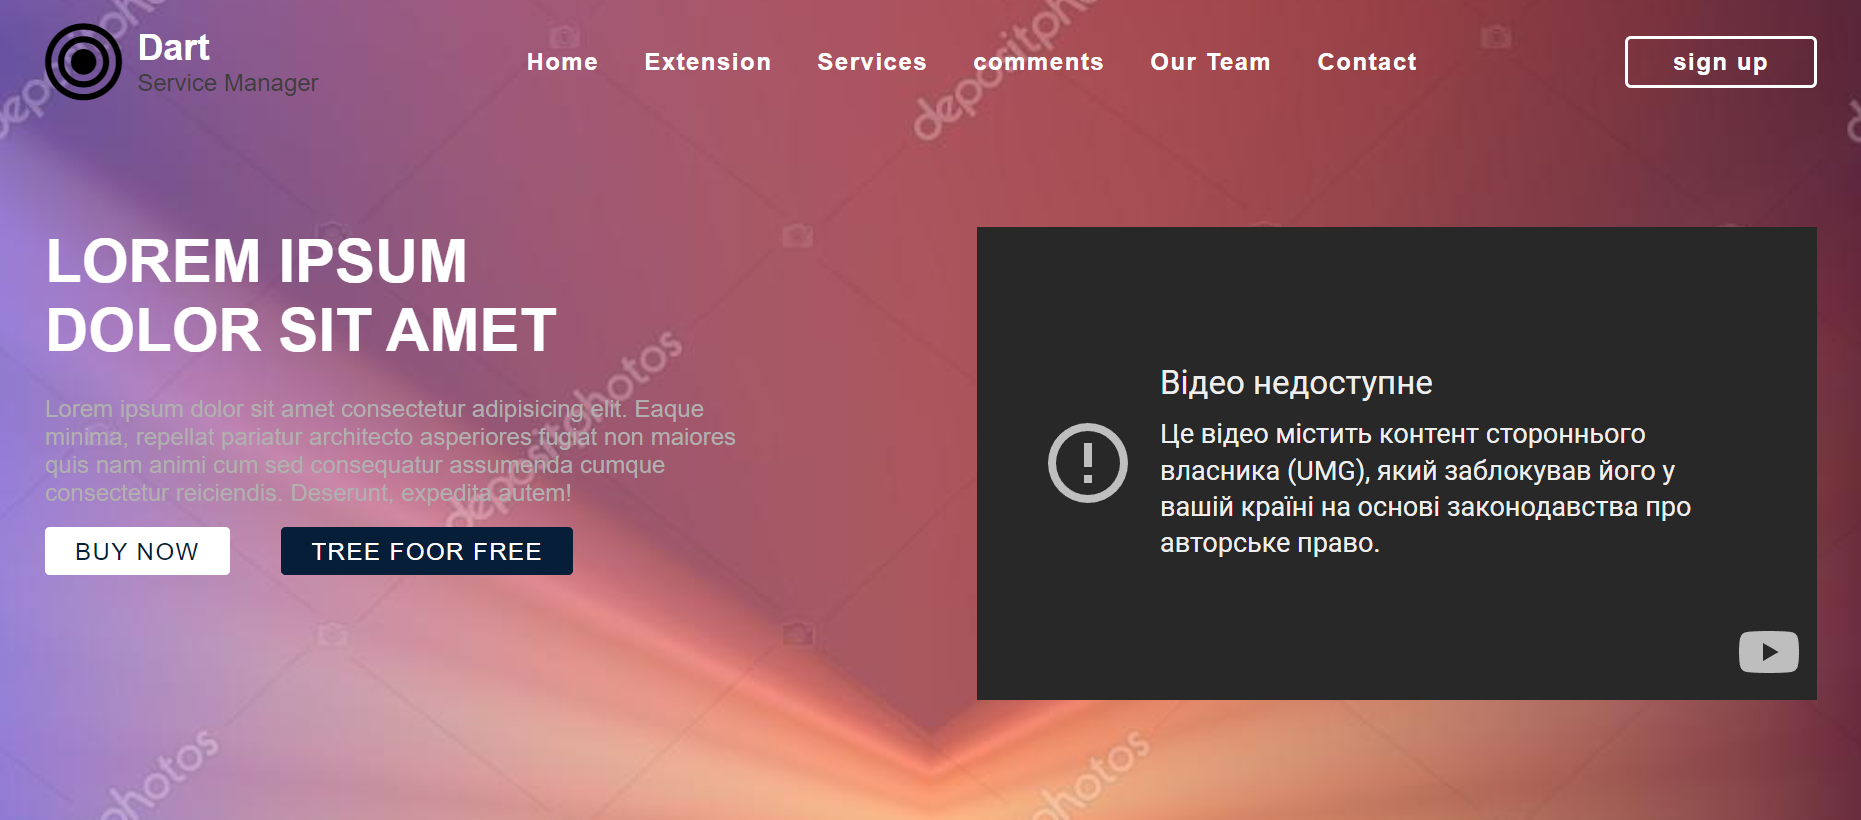 Dart
Service Manager
Home
Extension
Services
comments
Our Team
Contact
sign up
LOREM IPSUM
DOLOR SIT AMET
Lorem ipsum dolor sit amet consectetur adipisicing elit. Eaque
minima, repellat pariatur architecto asperiores fugiat non maiores
quis nam animi cum sed consequatur assumenda cumque
consectetur reiciendis. Deserunt, expedita autem!
BUY NOW
TREE FOOR FREE
Відео недоступне
Це відео містить контент стороннього
власника (UMG), який заблокував його у
вашій країні на основі законодавства про
авторське право.
depositphotos